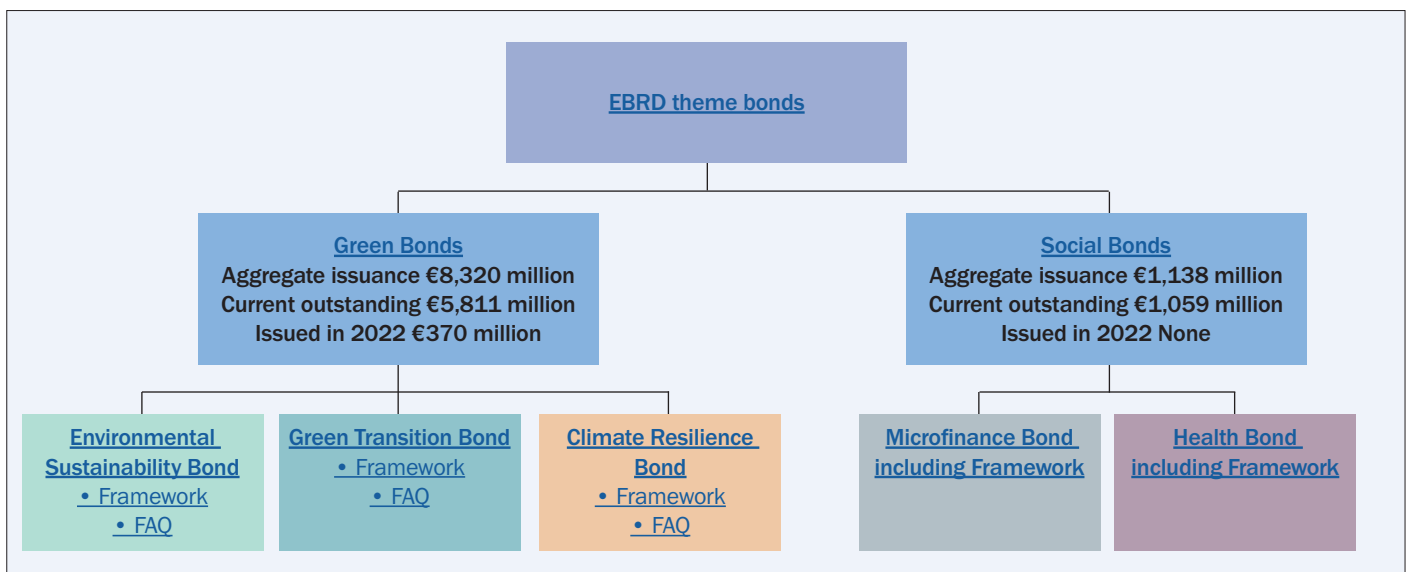 EBRD theme bonds
Green Bonds
Aggregate issuance €8,320 million
Current outstanding €5,811 million
Issued in 2022 €370 million
Social Bonds
Aggregate issuance €1,138 million
Current outstanding €1,059 million
Issued in 2022 None
Environmental
Sustainability Bond
• Framework
• FAQ
Green Transition Bond
• Framework
• FAQ
Climate Resilience
Bond
• Framework
• FAQ
Microfinance Bond
including Framework
Health Bond
including Framework